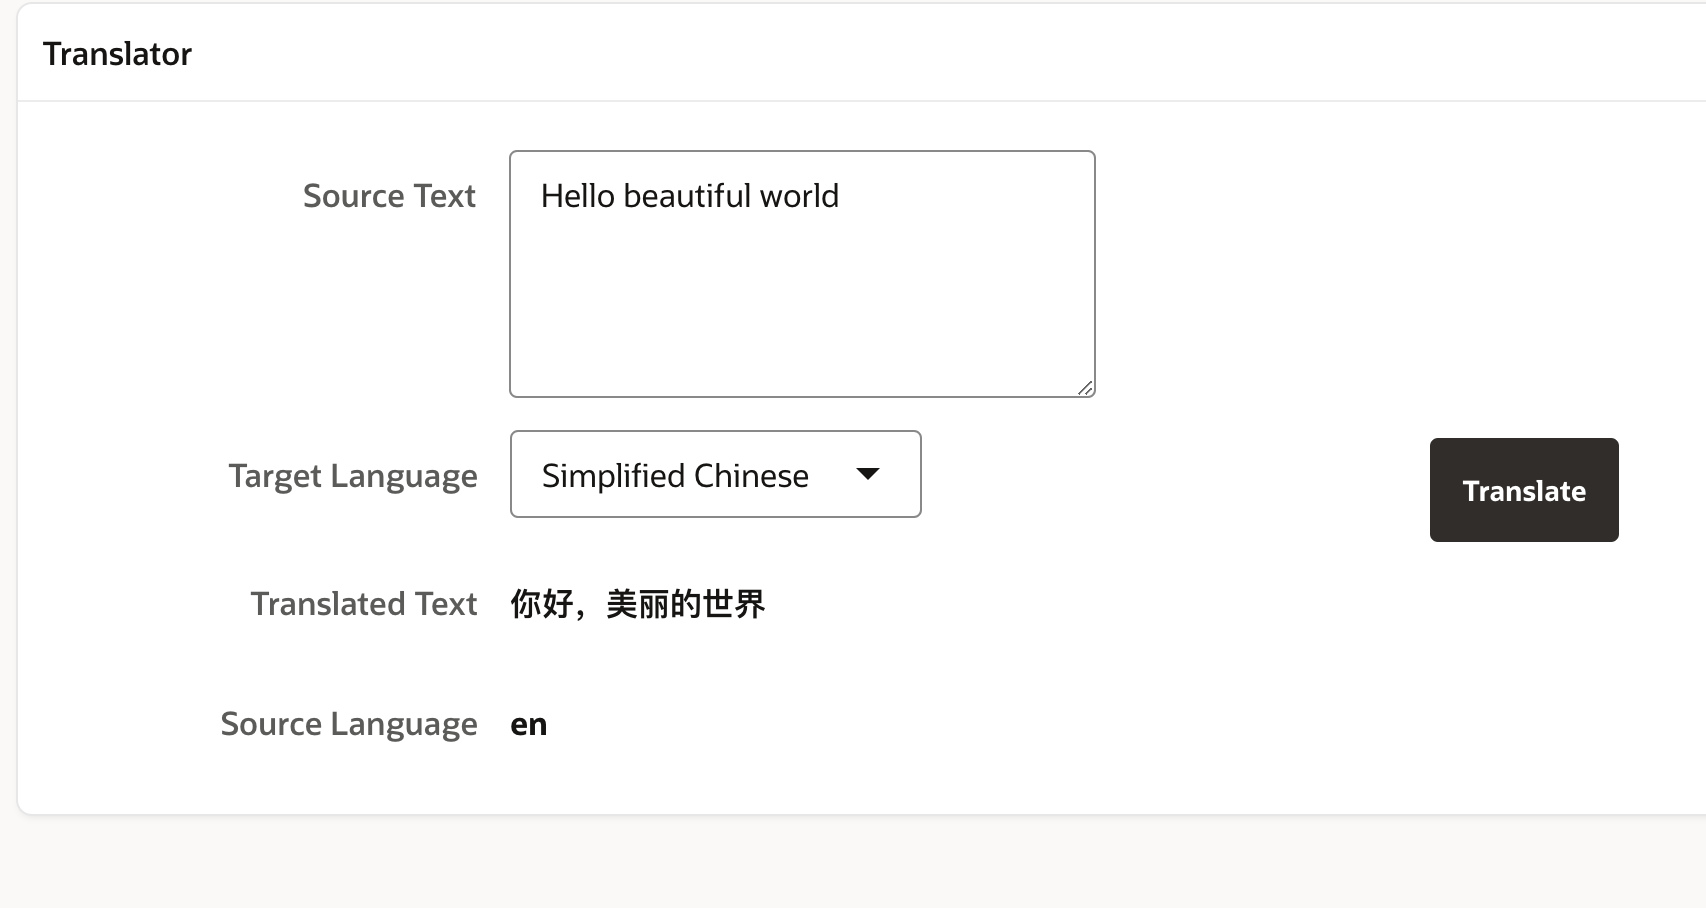 Translator
Source Text
Hello beautiful world
Target Language
Simplified Chinese
Translate
Translated Text
你好，美丽的世界
Source Language
en